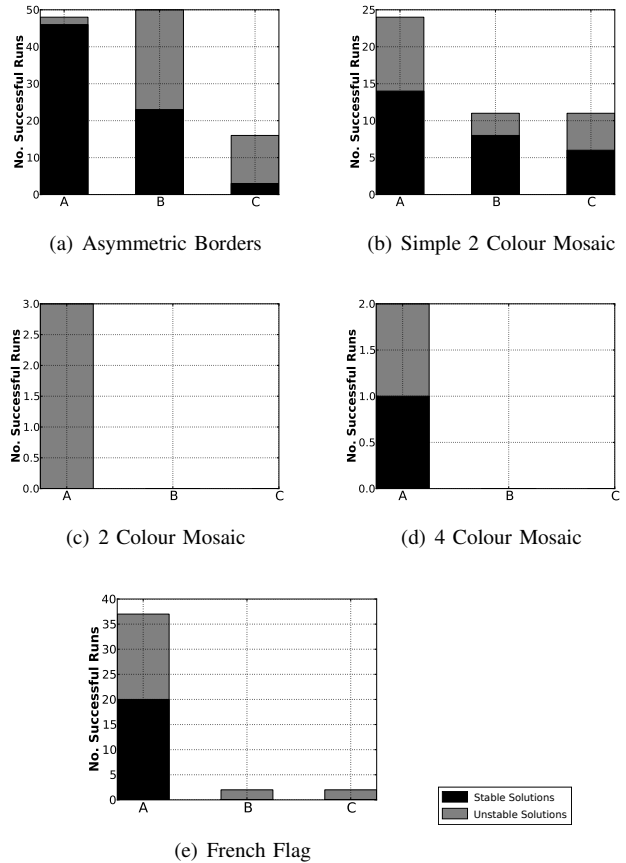 50
40
30
20
10
0
No. Successful Runs
A B C
(a) Asymmetric Borders
25
20
15
10
5
0
No. Successful Runs
A B C
(b) Simple 2 Colour Mosaic
3.0
2.5
2.0
1.5
1.0
0.5
0.0
No. Successful Runs
A B C
(c) 2 Colour Mosaic
2.0
1.5
1.0
0.5
0.0
No. Successful Runs
A B C
(d) 4 Colour Mosaic
40
35
30
25
20
15
10
5
0
No. Successful Runs
A B C
(e) French Flag
Stable Solutions
Unstable Solutions